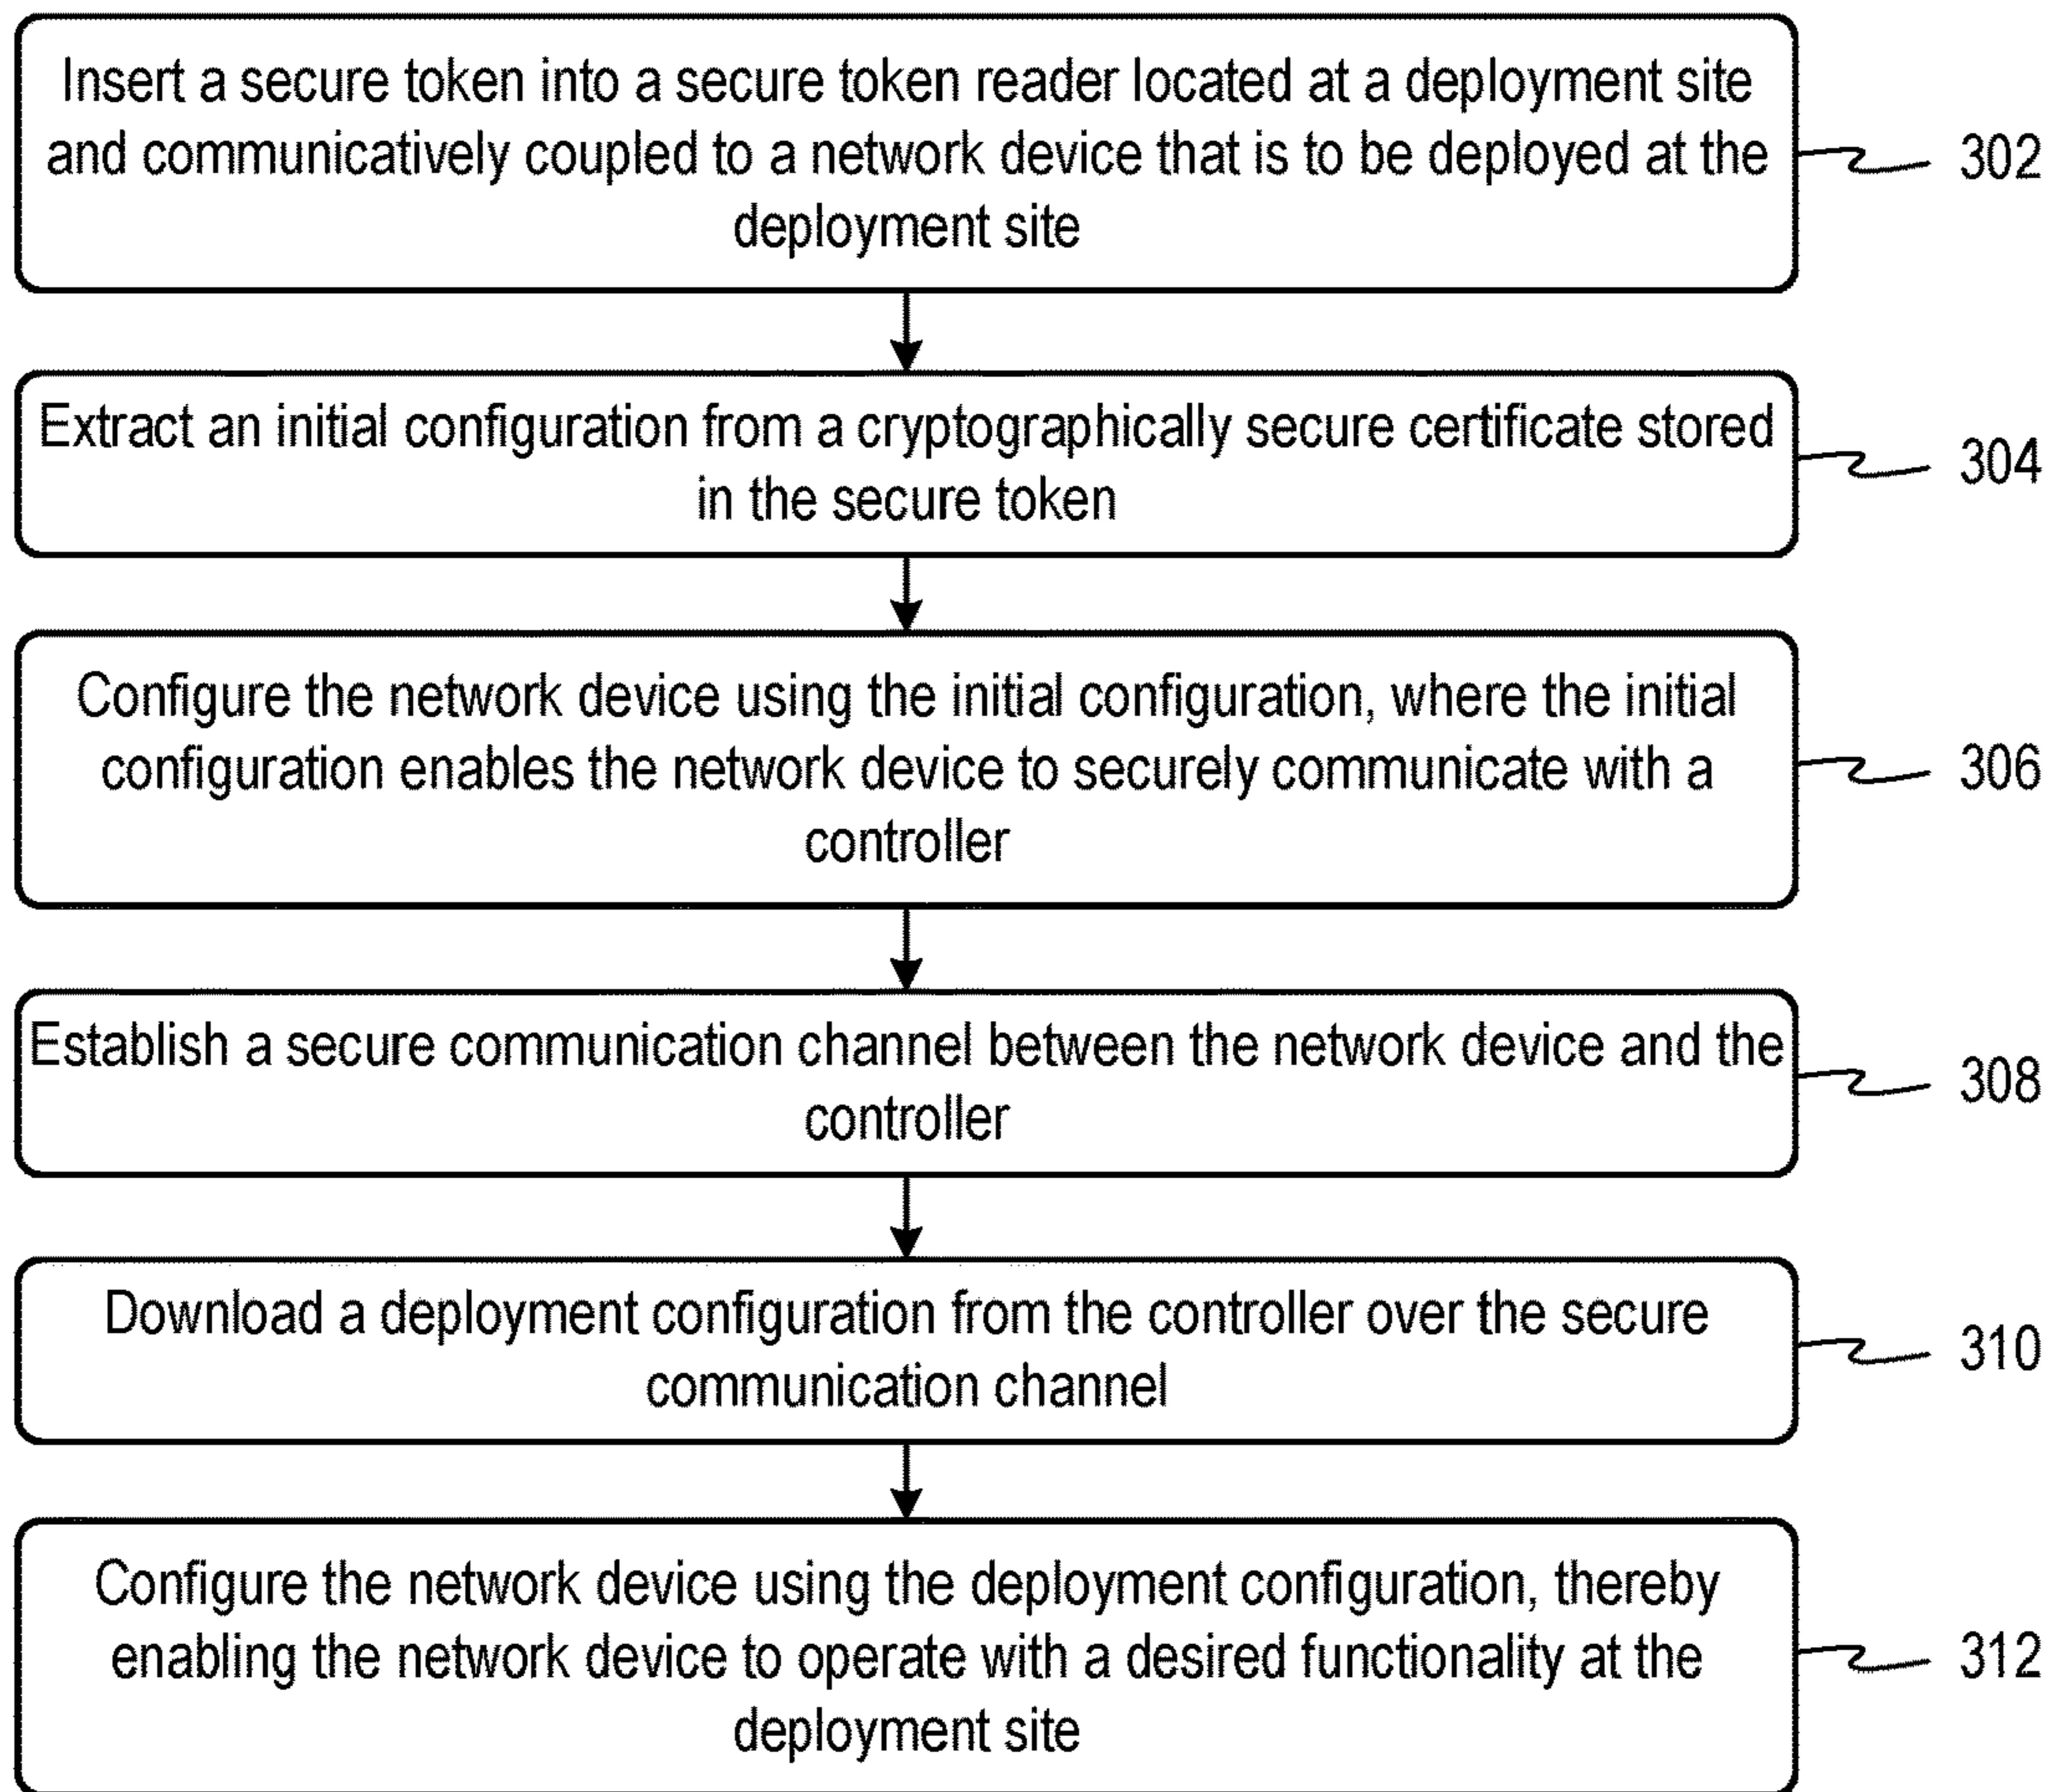 Insert a secure token into a secure token reader located at a deployment site
and communicatively coupled to a network device that is to be deployed at the
deployment site
302
Extract an initial configuration from a cryptographically secure certificate stored
in the secure token
304
Configure the network device using the initial configuration, where the initial
configuration enables the network device to securely communicate with a
controller
306
Establish a secure communication channel between the network device and the
controller
308
Download a deployment configuration from the controller over the secure
communication channel
310
Configure the network device using the deployment configuration, thereby
enabling the network device to operate with a desired functionality at the
deployment site
312